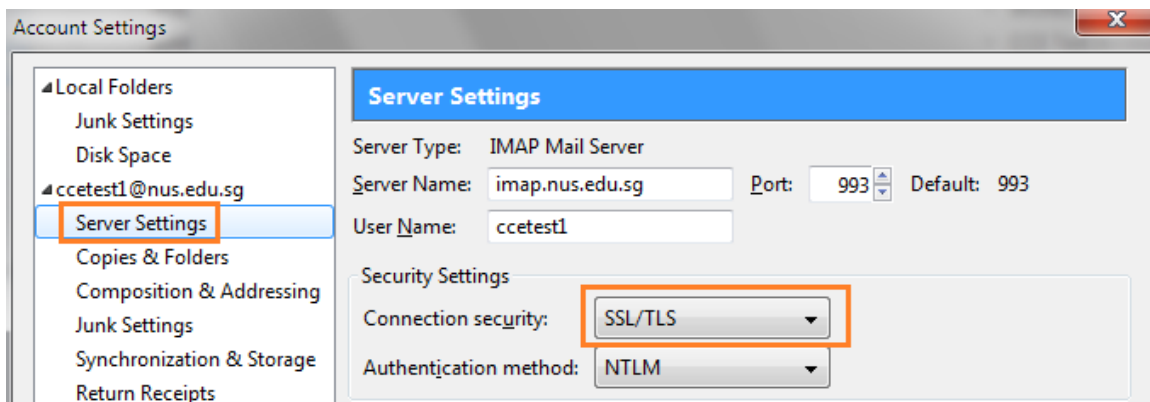 Account Settings
Local Folders
Junk Settings
Disk Space
ccetest1@nus.edu.sg
Server Settings
Copies & Folders
Composition & Addressing
Junk Settings
Synchronization & Storage
Return Receipts
Server Settings
Server Type: IMAP Mail Server
Server Name: imap.nus.edu.sg Port: 993 Default: 993
User Name: ccetest1
Security Settings
Connection security: SSL/TLS
Authentication method: NTLM